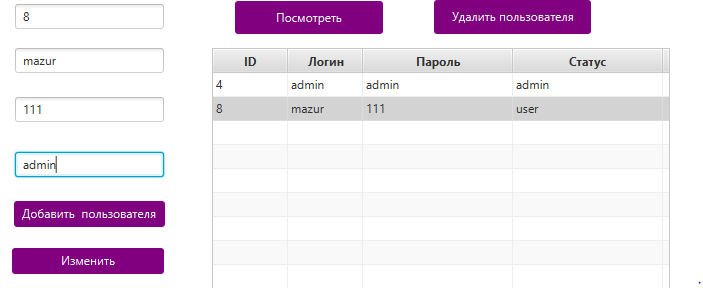 8
mazur
111
admin
Добавить пользователя
Изменить
Посмотреть
Удалить пользователя
ID Логин Пароль Статус
4 admin admin admin
8 mazur 111 user
.